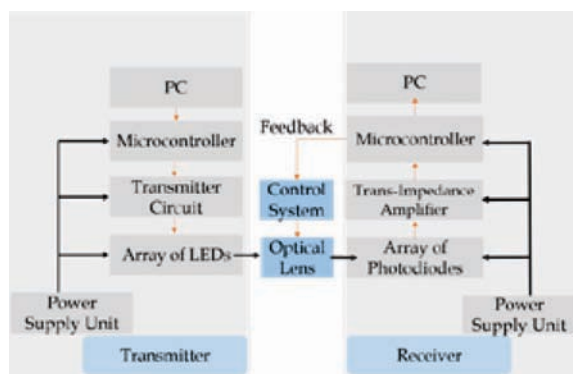 PC
Microcontroller
Transmitter
Circuit
Array of LEDs
Power
Supply Unit
Transmitter
Feedback
Control
System
Optical
Lens
PC
Microcontroller
Trans-Impedance
Amplifier
Array of
Photodiodes
Power
Supply Unit
Receiver